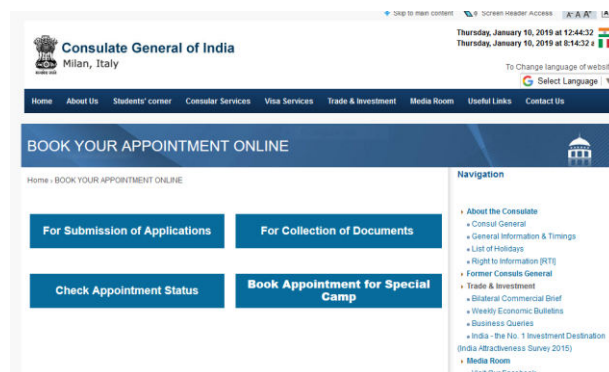 Skip to main content
Screen Reader Access
A- A A+
Consulate General of India
Milan, Italy
Thursday, January 10, 2019 at 12:44:32
Thursday, January 10, 2019 at 8:14:32 a
To Change language of websit
G Select Language
Home About Us Students' corner Consular Services Visa Services Trade & Investment Media Room Useful Links Contact Us
BOOK YOUR APPOINTMENT ONLINE
Home › BOOK YOUR APPOINTMENT ONLINE
For Submission of Applications
For Collection of Documents
Check Appointment Status
Book Appointment for Special
Camp
Navigation
About the Consulate
Consul General
General Information & Timings
List of Holidays
Right to Information [RTI]
Former Consuls General
Trade & Investment
Bilateral Commercial Brief
Weekly Economic Bulletins
Business Queries
India - the No. 1 Investment Destination
(India Attractiveness Survey 2015)
Media Room